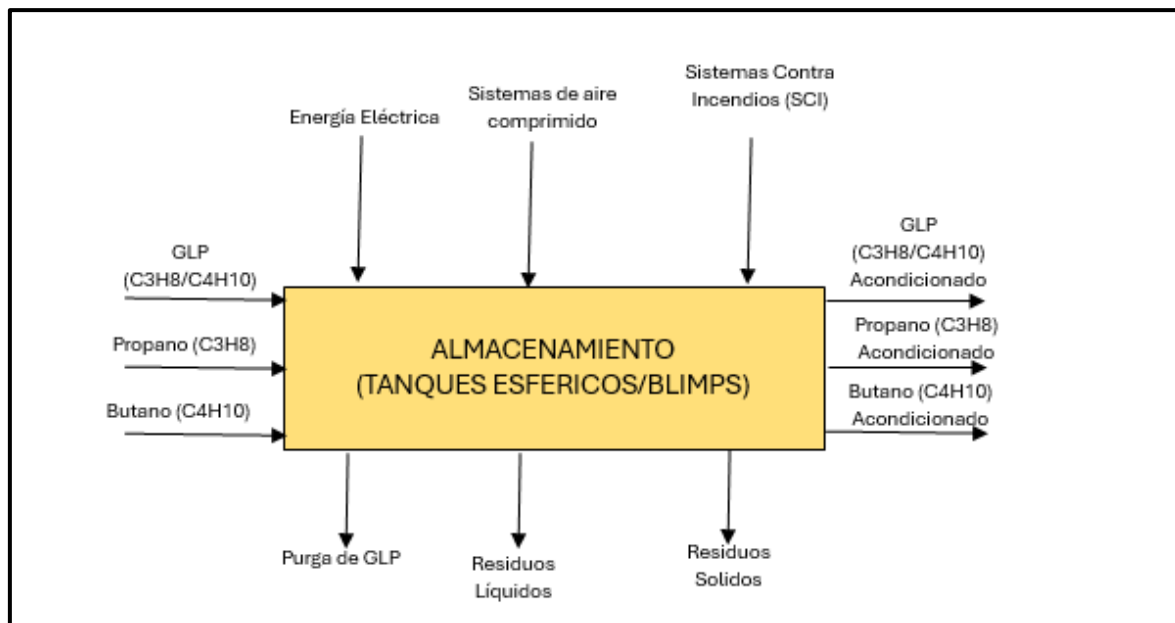 Energía Eléctrica
Sistemas de aire
comprimido
Sistemas Contra
Incendios (SCI)
GLP
(C3H8/C4H10)
Propano (C3H8)
Butano (C4H10)
ALMACENAMIENTO
(TANQUES ESFERICOS/BLIMPS)
GLP
(C3H8/C4H10)
Acondicionado
Propano (C3H8)
Acondicionado
Butano (C4H10)
Acondicionado
Purga de GLP
Residuos
Líquidos
Residuos
Solidos